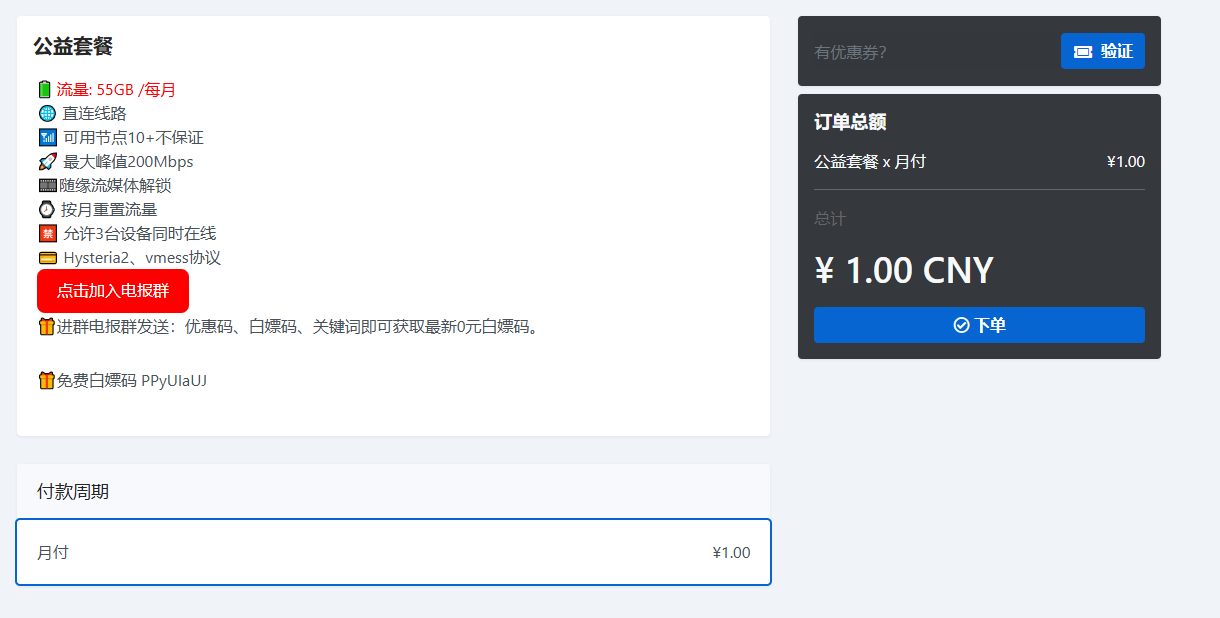 公益套餐
流量: 55GB /每月
直连线路
可用节点10+不保证
最大峰值200Mbps
随缘流媒体解锁
按月重置流量
禁 允许3台设备同时在线
Hysteria2、vmess协议
点击加入电报群
进群电报群发送：优惠码、白嫖码、关键词即可获取最新0元白嫖码。
免费白嫖码 PPyUIaUJ
付款周期
月付 ¥1.00
有优惠券? 验证
订单总额
公益套餐 x 月付 ¥1.00
总计
¥ 1.00 CNY
下单